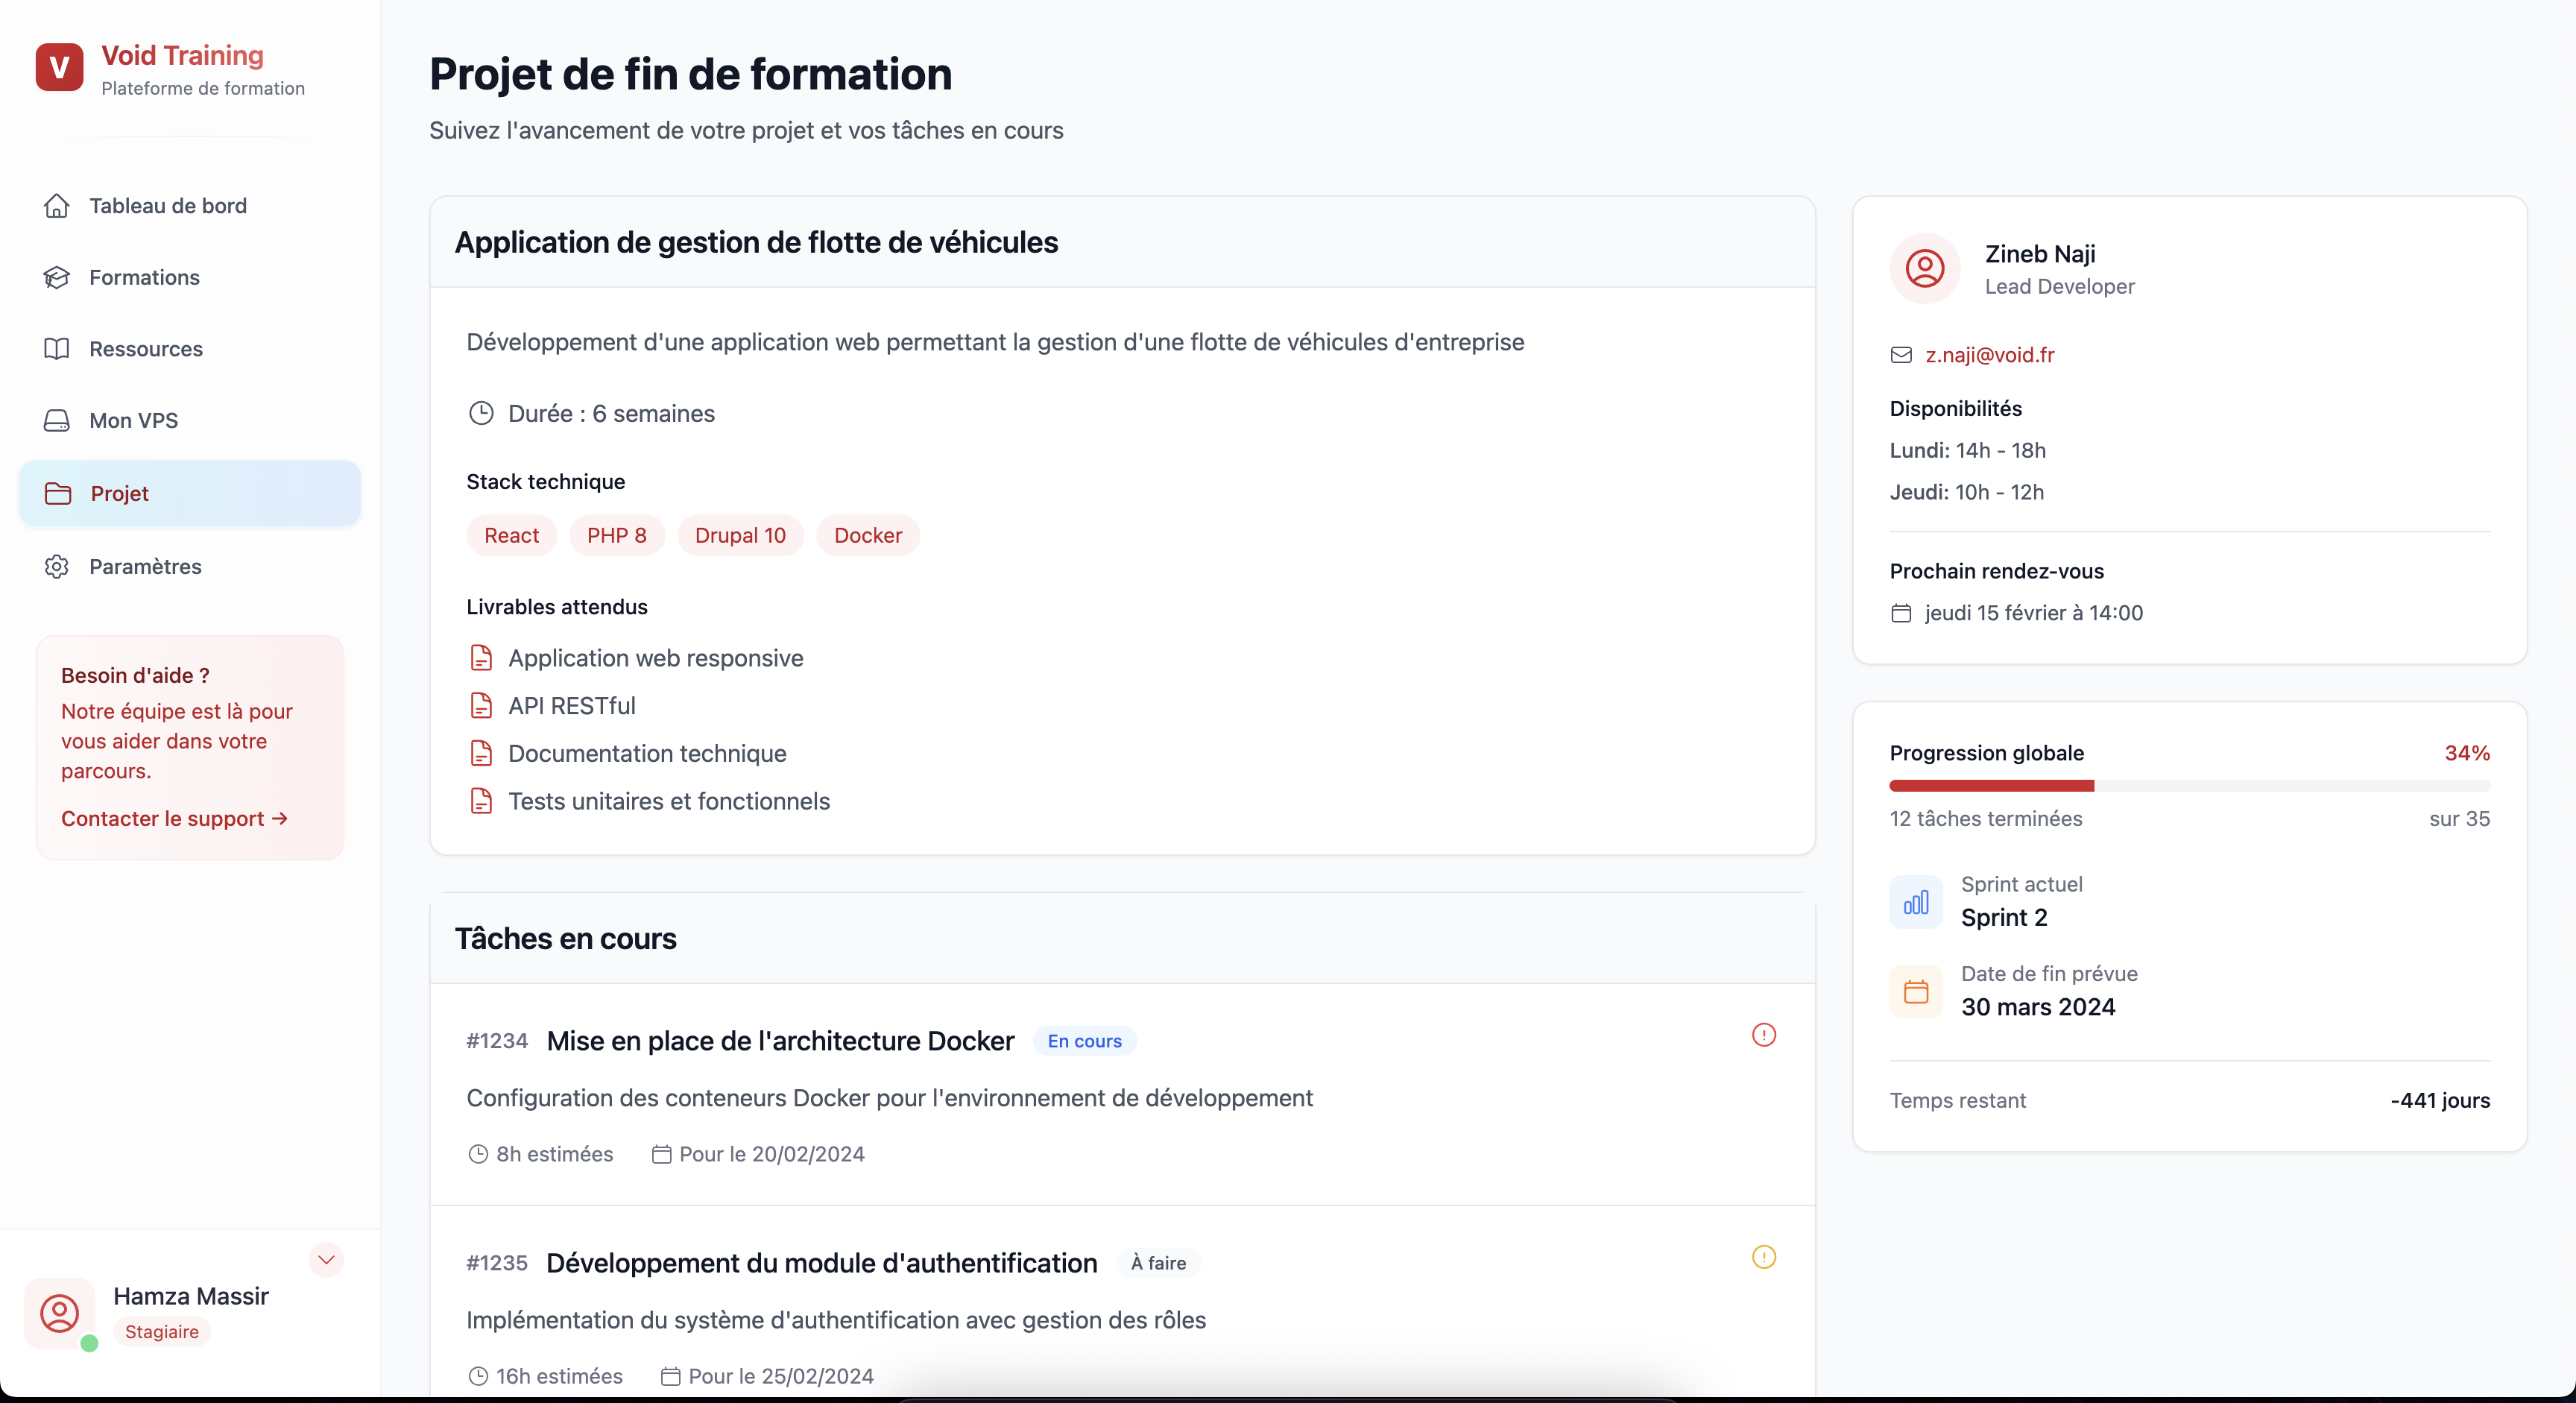 V
Void Training
Plateforme de formation
Tableau de bord
Formations
Ressources
Mon VPS
Projet
Paramètres
Besoin d'aide ?
Notre équipe est là pour
vous aider dans votre
parcours.
Contacter le support →
Hamza Massir
Stagiaire
Projet de fin de formation
Suivez l'avancement de votre projet et vos tâches en cours
Application de gestion de flotte de véhicules
Développement d'une application web permettant la gestion d'une flotte de véhicules d'entreprise
Durée : 6 semaines
Stack technique
React PHP 8 Drupal 10 Docker
Livrables attendus
Application web responsive
API RESTful
Documentation technique
Tests unitaires et fonctionnels
Tâches en cours
#1234 Mise en place de l'architecture Docker En cours
Configuration des conteneurs Docker pour l'environnement de développement
8h estimées Pour le 20/02/2024
#1235 Développement du module d'authentification À faire
Implémentation du système d'authentification avec gestion des rôles
16h estimées Pour le 25/02/2024
Zineb Naji
Lead Developer
z.naji@void.fr
Disponibilités
Lundi: 14h - 18h
Jeudi: 10h - 12h
Prochain rendez-vous
jeudi 15 février à 14:00
Progression globale 34%
12 tâches terminées sur 35
Sprint actuel
Sprint 2
Date de fin prévue
30 mars 2024
Temps restant -441 jours